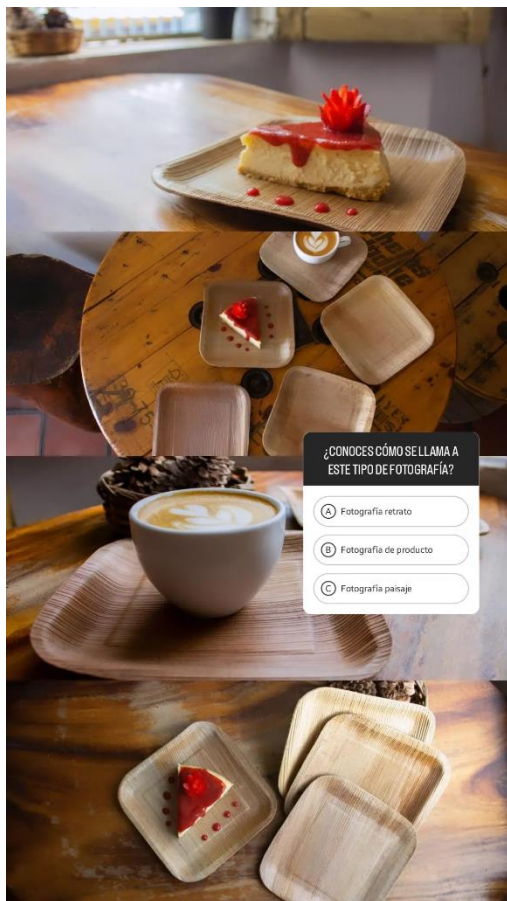 ¿CONOCES CÓMO SE LLAMA A
ESTE TIPO DE FOTOGRAFÍA?
A Fotografía retrato
B Fotografía de producto
C Fotografía paisaje